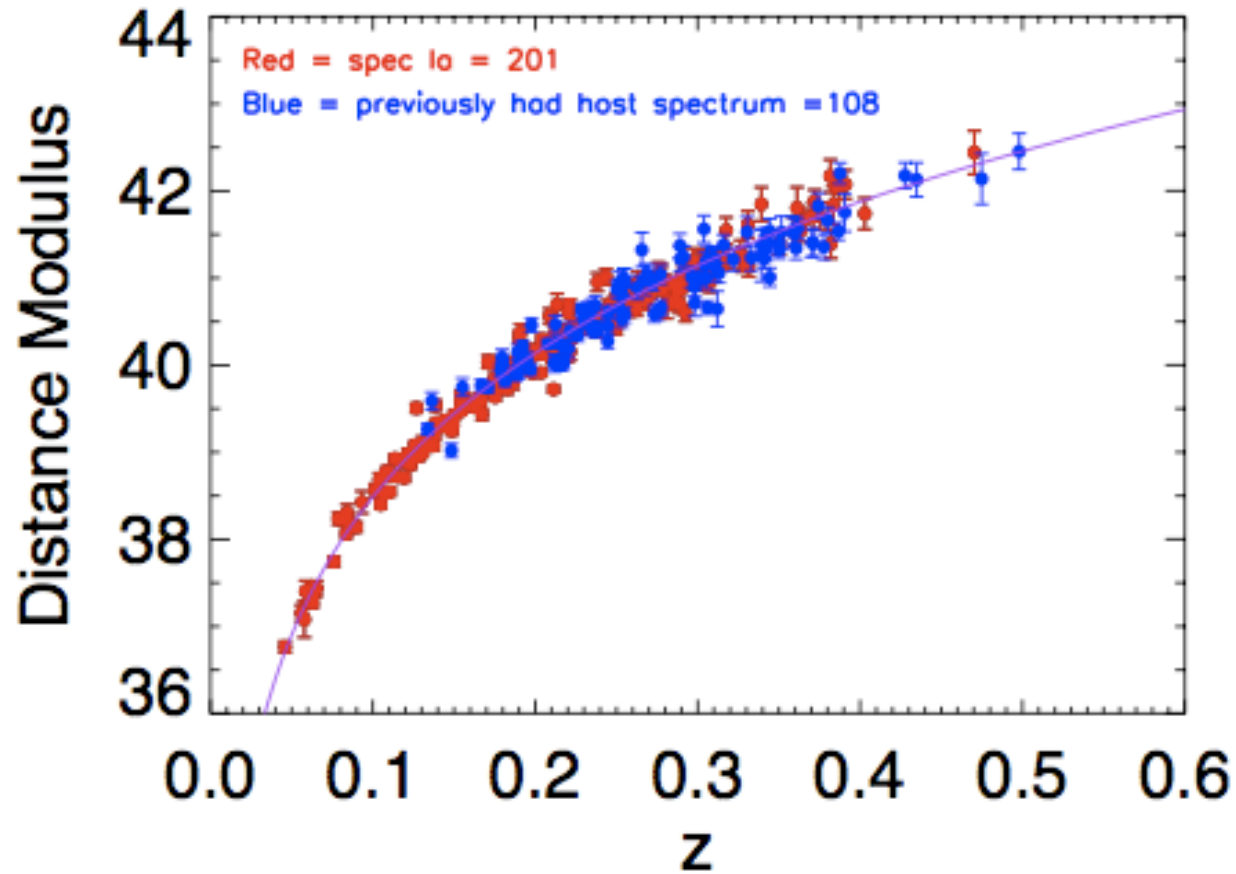 44
Red = spec Ia = 201
Blue = previously had host spectrum =108
42
Distance Modulus
40
38
36
0.0 0.1 0.2 0.3 0.4 0.5 0.6
z